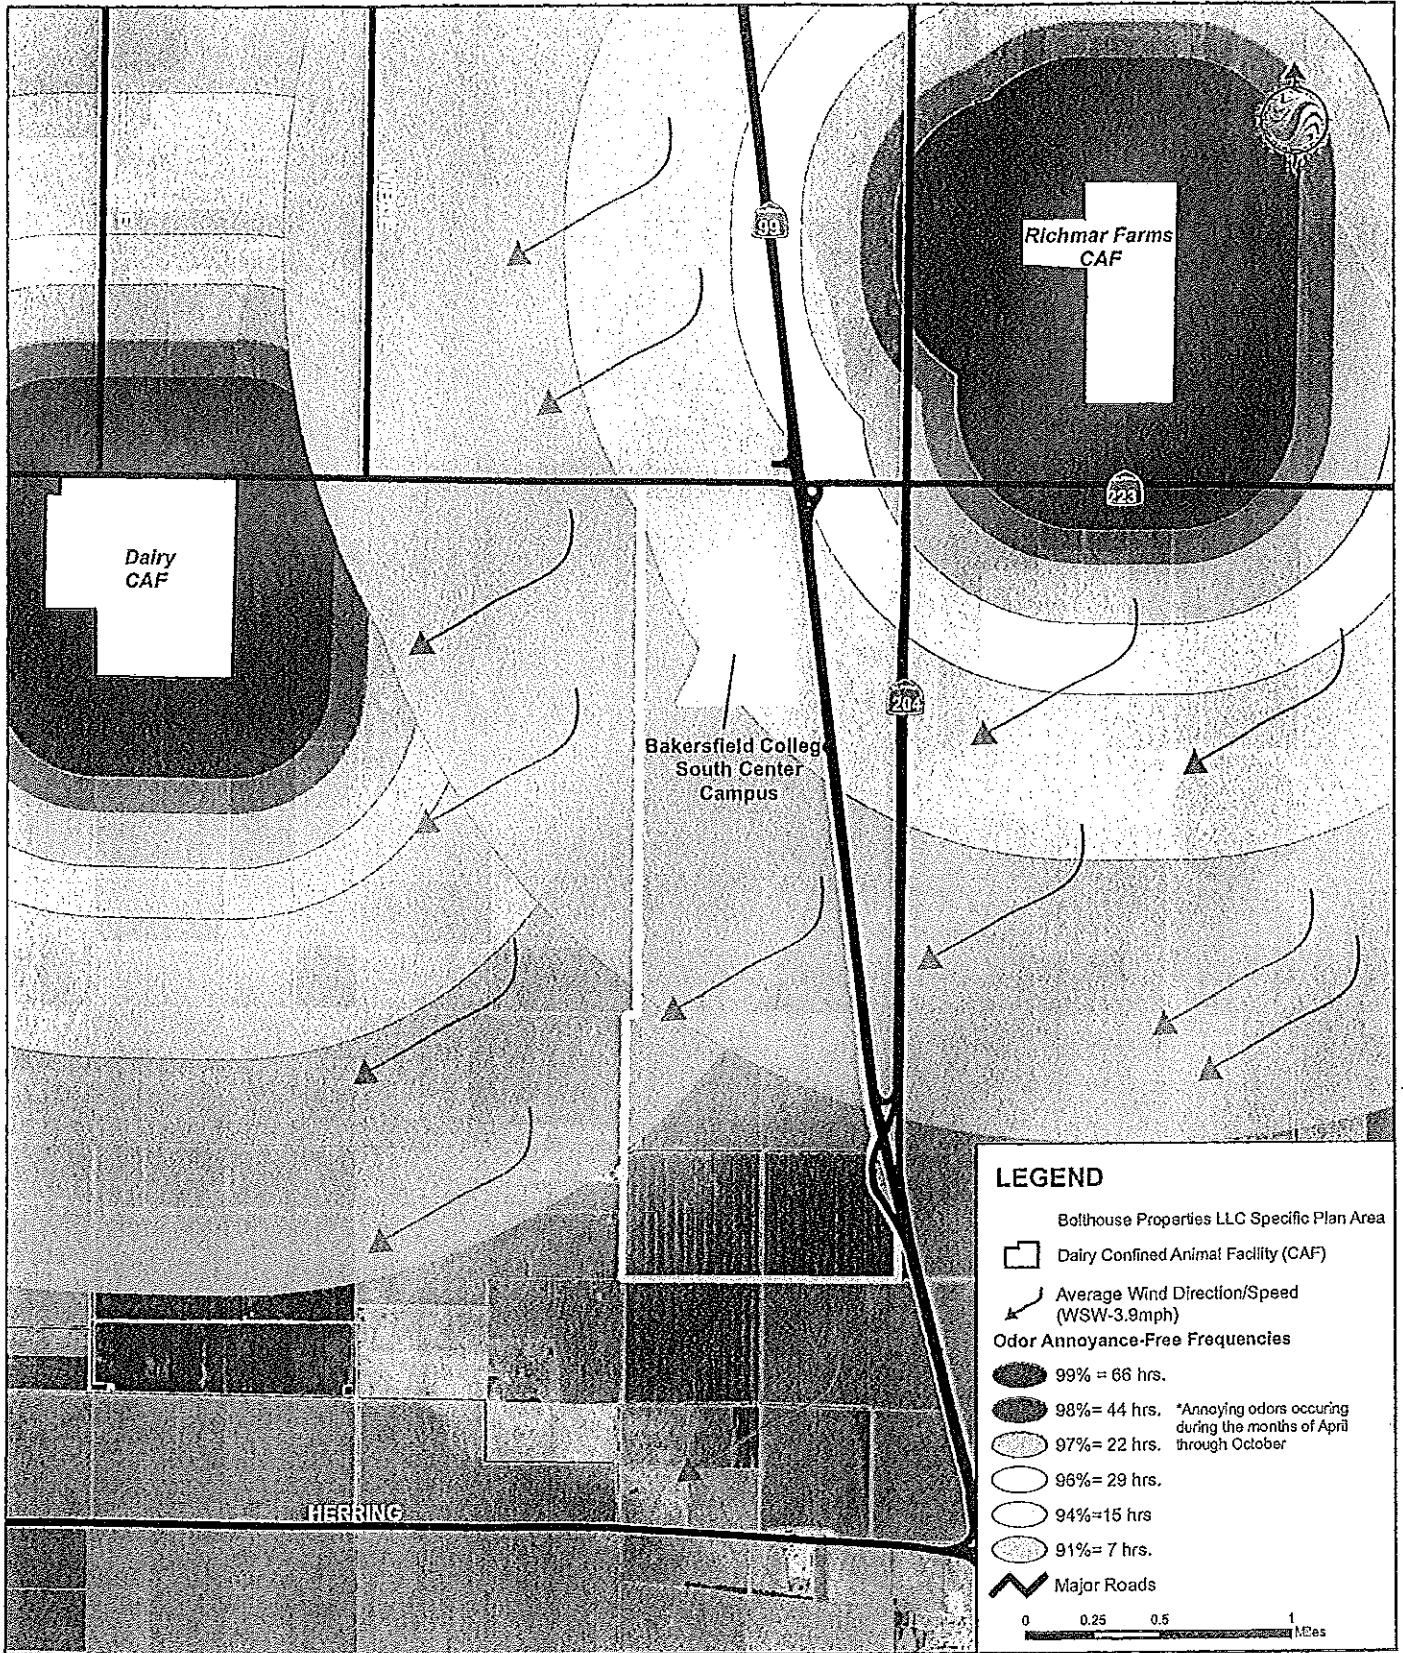 99
Richmar Farms
CAF
223
Dairy
CAF
204
Bakersfield College
South Center
Campus
HERRING
LEGEND
Bolthouse Properties LLC Specific Plan Area
Dairy Confined Animal Facility (CAF)
Average Wind Direction/Speed
(WSW-3.9mph)
Odor Annoyance-Free Frequencies
99% = 66 hrs.
98%= 44 hrs.
*Annoying odors occuring
during the months of April
through October
97%= 22 hrs.
96%= 29 hrs.
94%=15 hrs
91%= 7 hrs.
Major Roads
0 0.25 0.5 1
Miles